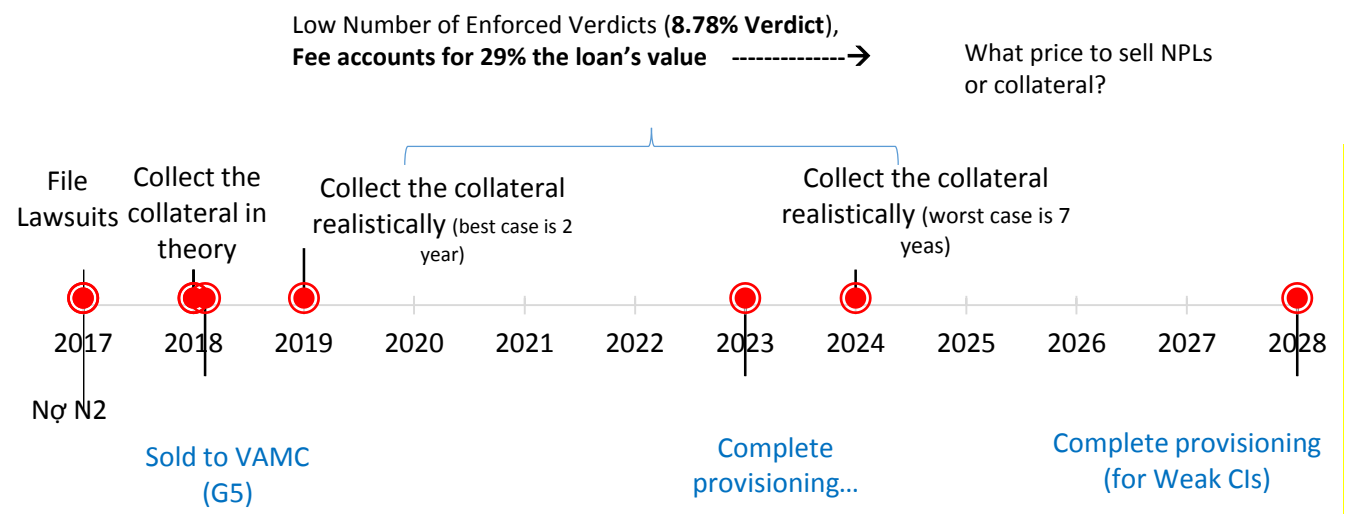 Low Number of Enforced Verdicts (8.78% Verdict),
Fee accounts for 29% the loan's value --------------→
What price to sell NPLs
or collateral?
File
Lawsuits
Collect the
collateral in
theory
Collect the collateral
realistically (best case is 2
year)
Collect the collateral
realistically (worst case is 7
yeas)
2017 2018 2019 2020 2021 2022 2023 2024 2025 2026 2027 2028
Nợ N2
Sold to VAMC
(G5)
Complete
provisioning...
Complete provisioning
(for Weak CIs)